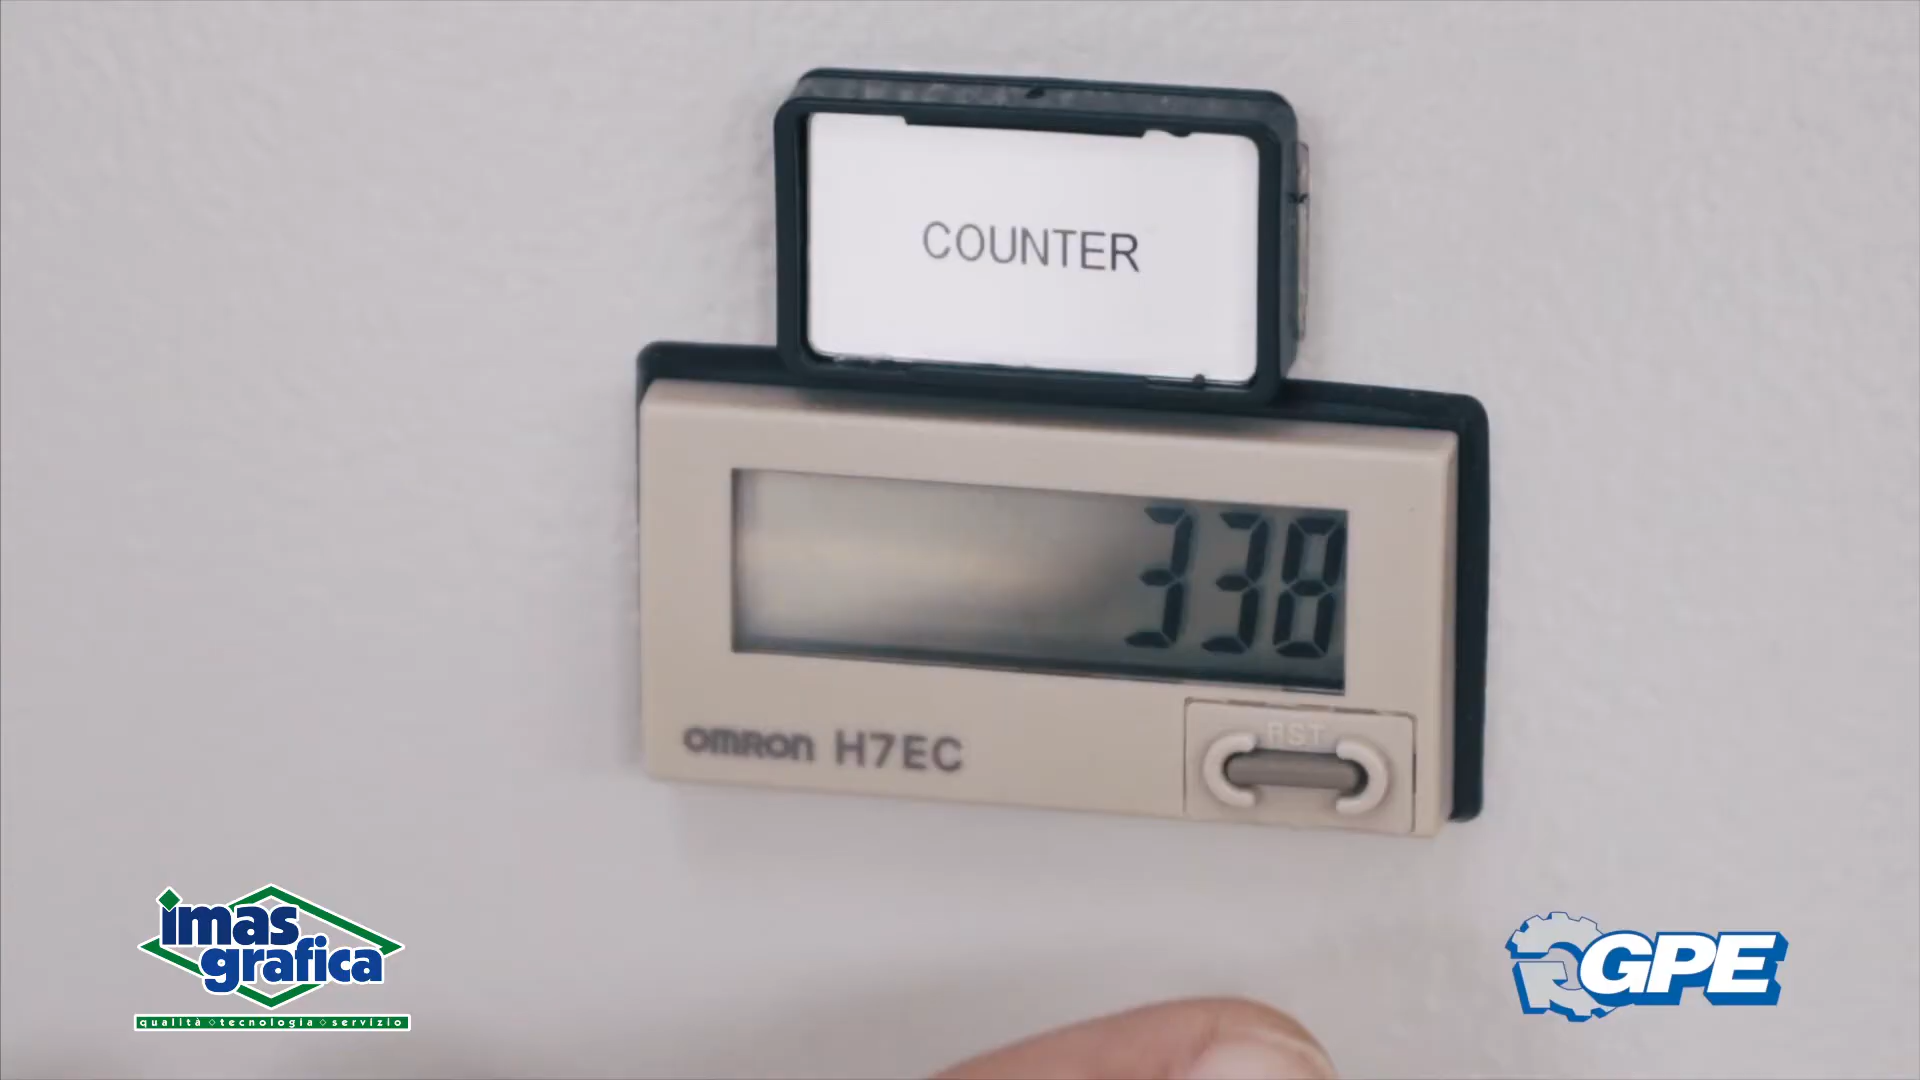 COUNTER
338
RST
OMRON H7EC
imas
grafica
qualità tecnologia servizio
GPE